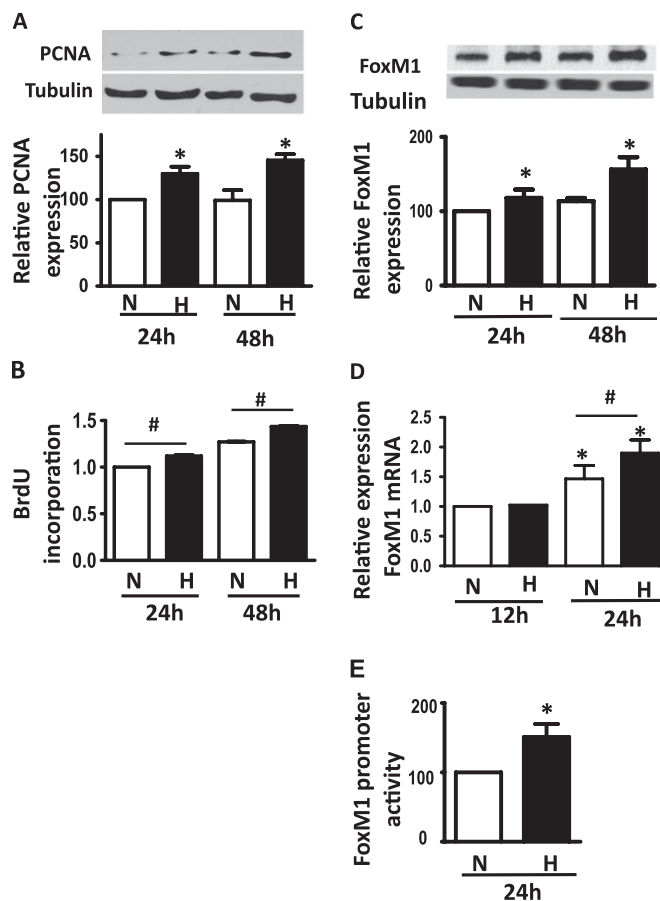 A
PCNA
Tubulin
Relative PCNA
expression
150
100
50
0
*
*
N H N H
24h 48h
B
BrdU
incorporation
1.5
1.0
0.5
0.0
#
#
N H N H
24h 48h
C
FoxM1
Tubulin
Relative FoxM1
expression
200
100
0
*
*
N H N H
24h 48h
D
Relative expression
FoxM1 mRNA
2.5
2.0
1.5
1.0
0.5
0.0
#
*
*
N H N H
12h 24h
E
FoxM1 promoter
activity
200
100
0
*
N H
24h